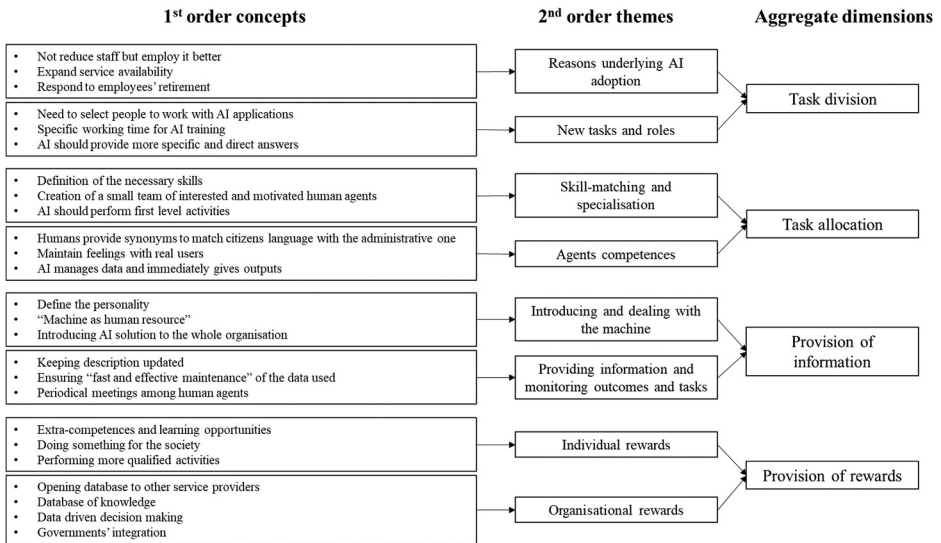 1st order concepts
2nd order themes
Aggregate dimensions
• Not reduce staff but employ it better
• Expand service availability
• Respond to employees' retirement
Reasons underlying AI
adoption
• Need to select people to work with AI applications
• Specific working time for AI training
• AI should provide more specific and direct answers
New tasks and roles
Task division
• Definition of the necessary skills
• Creation of a small team of interested and motivated human agents
• AI should perform first level activities
Skill-matching and
specialisation
• Humans provide synonyms to match citizens language with the administrative one
• Maintain feelings with real users
• AI manages data and immediately gives outputs
Agents competences
Task allocation
• Define the personality
• “Machine as human resource”
• Introducing AI solution to the whole organisation
Introducing and dealing with
the machine
• Keeping description updated
• Ensuring “fast and effective maintenance” of the data used
• Periodical meetings among human agents
Providing information and
monitoring outcomes and tasks
Provision of
information
• Extra-competences and learning opportunities
• Doing something for the society
• Performing more qualified activities
Individual rewards
• Opening database to other service providers
• Database of knowledge
• Data driven decision making
• Governments' integration
Organisational rewards
Provision of rewards